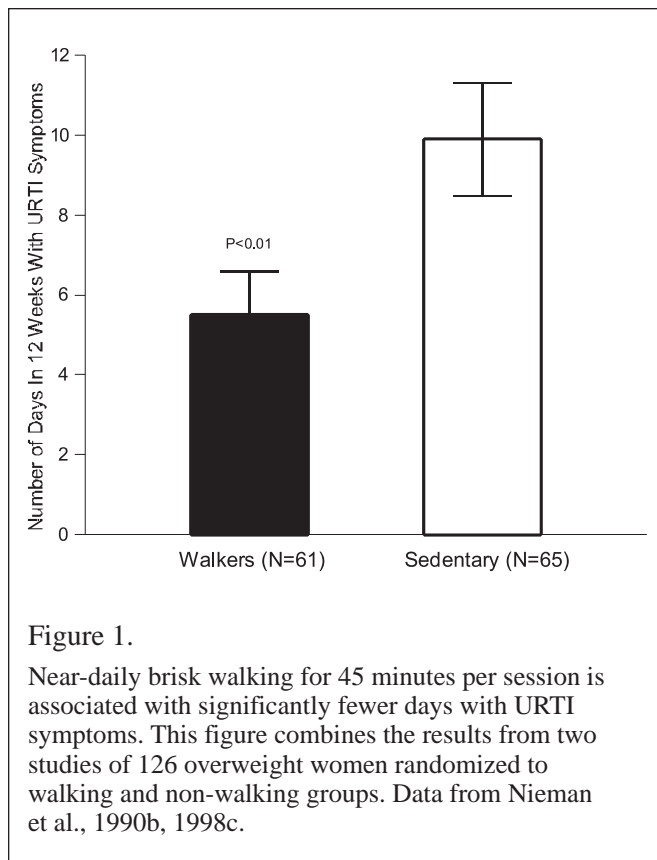 Number of Days In 12 Weeks With URTI Symptoms
12
10
8
6
4
2
0
P<0.01
Walkers (N=61)
Sedentary (N=65)
Figure 1.
Near-daily brisk walking for 45 minutes per session is
associated with significantly fewer days with URTI
symptoms. This figure combines the results from two
studies of 126 overweight women randomized to
walking and non-walking groups. Data from Nieman
et al., 1990b, 1998c.